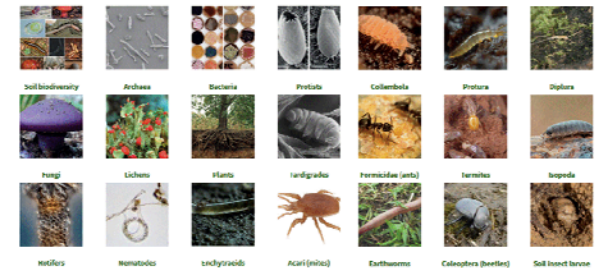 Soil biodiversity
Archaea
Bacteria
Protists
Collembola
Protura
Diplura
Fungi
Lichens
Plants
Tardigrades
Formicidae (ants)
Termites
Isopoda
Rotifers
Nematodes
Enchytraeids
Acari (mites)
Earthworms
Coleoptera (beetles)
Soil insect larvae